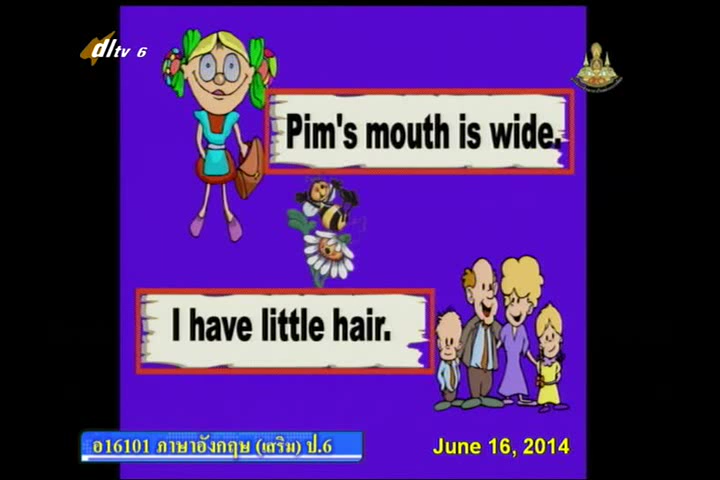 dltv 6
Pim's mouth is wide.
I have little hair.
อ16101 ภาษาอังกฤษ (เสริม) ป.6
June 16, 2014